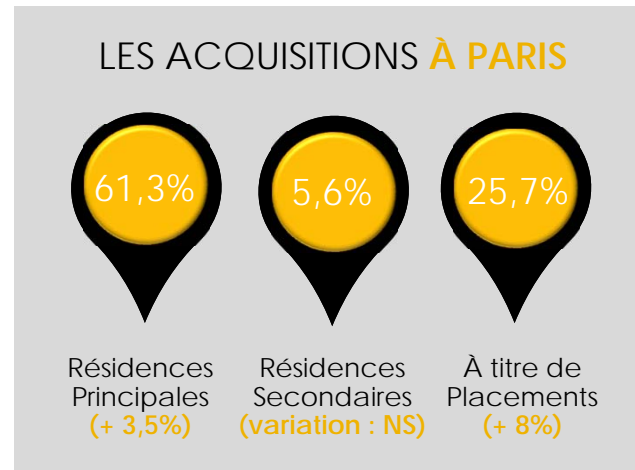 LES ACQUISITIONS À PARIS
61,3%
5,6%
25,7%
Résidences
Principales
(+ 3,5%)
Résidences
Secondaires
(variation : NS)
À titre de
Placements
(+ 8%)